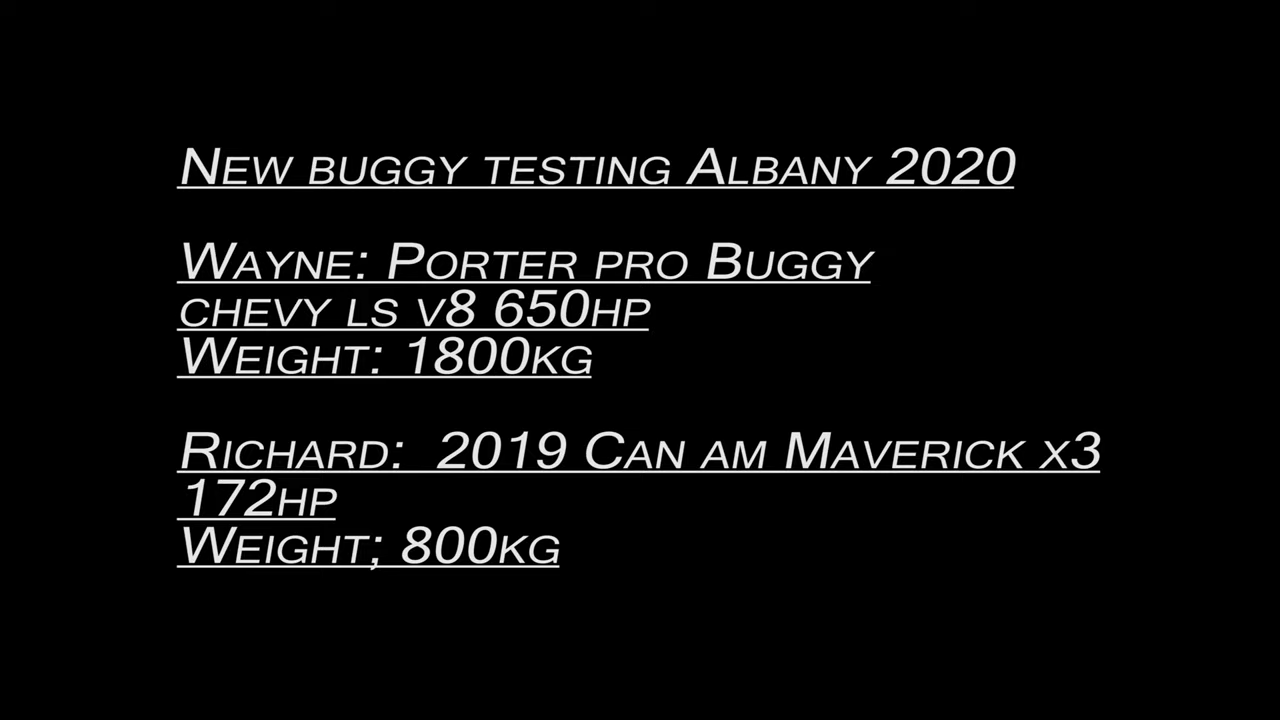 New buggy testing Albany 2020
Wayne: Porter pro Buggy
chevy ls v8 650hp
Weight: 1800kg
Richard:  2019 Can am Maverick x3
172hp
Weight; 800kg